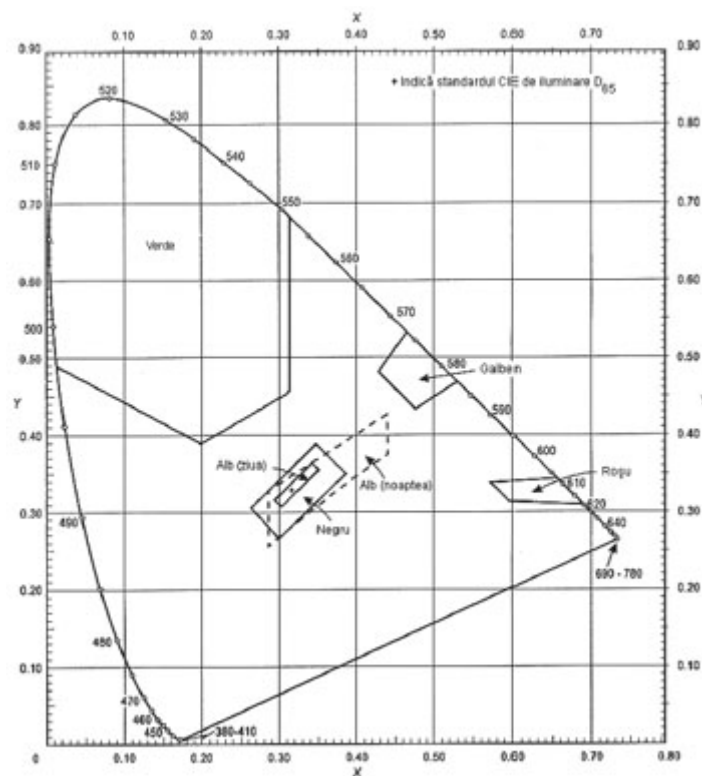 X
0.10 0.20 0.30 0.40 0.50 0.60 0.70
0.90 0.90
520
+ Indică standardul CIE de iluminare D65
0.80 530 0.80
510 540
0.70 550 0.70
Verde
560
0.60 0.60
570
500
0.50 580 0.50
Galben
Y 590 Y
0.40 600 0.40
Alb (ziua) Alb (noaptea) Roşu
610
0.30 Negru 620 0.30
490 640
690 - 780
0.20 0.20
480
0.10 0.10
470
460
450 380-410
0 0.10 0.20 0.30 0.40 0.50 0.60 0.70 0.80
X